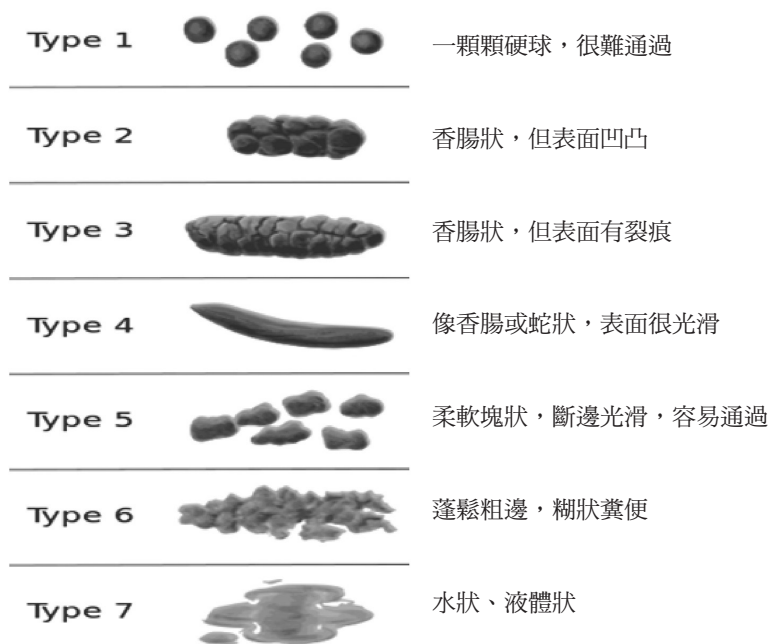 Type 1 一顆顆硬球，很難通過
Type 2 香腸狀，但表面凹凸
Type 3 香腸狀，但表面有裂痕
Type 4 像香腸或蛇狀，表面很光滑
Type 5 柔軟塊狀，斷邊光滑，容易通過
Type 6 蓬鬆粗邊，糊狀糞便
Type 7 水狀、液體狀